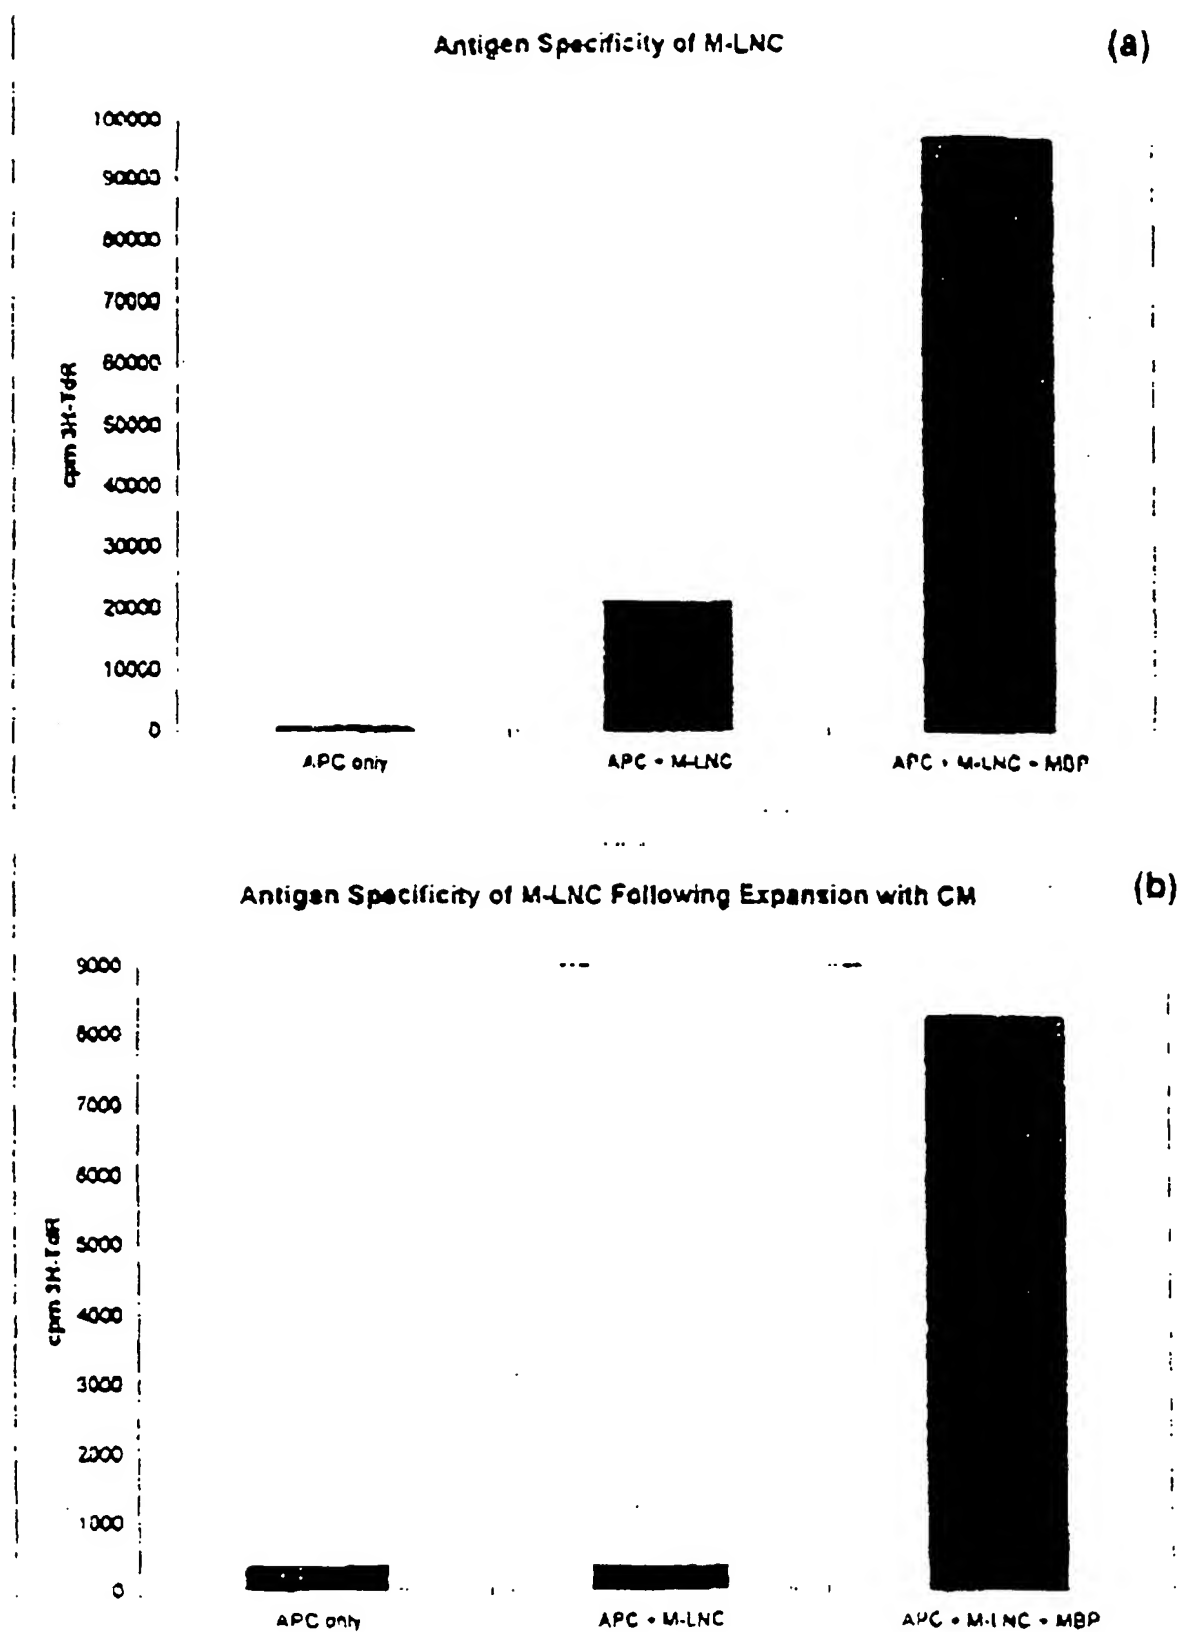 Antigen Specificity of M-LNC
(a)
100000
90000
80000
70000
60000
50000
40000
30000
20000
10000
0
cpm 3H-TdR
APC only
APC + M-LNC
APC + M-LNC + MBP
Antigen Specificity of M-LNC Following Expansion with CM
(b)
9000
8000
7000
6000
5000
4000
3000
2000
1000
0
cpm 3H-TdR
APC only
APC + M-LNC
APC + M-LNC + MBP